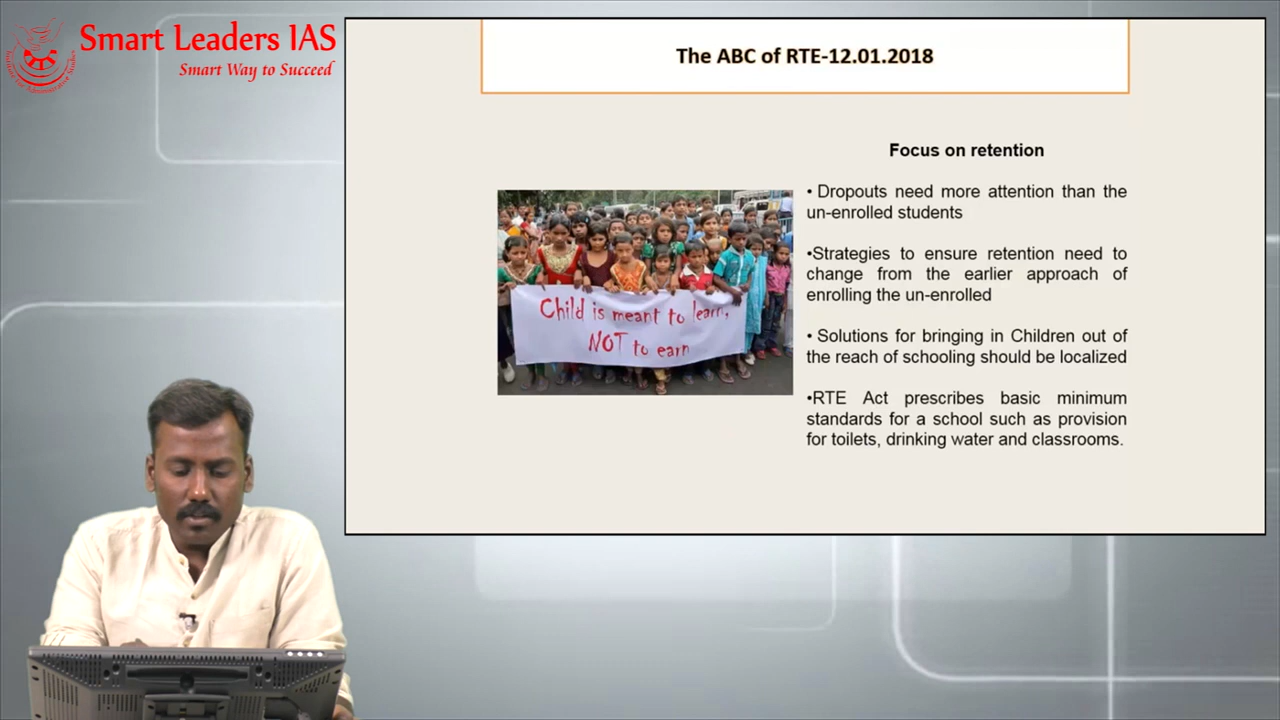 Smart Leaders IAS
Smart Way to Succeed
The ABC of RTE-12.01.2018
Focus on retention
• Dropouts need more attention than the
un-enrolled students
•Strategies to ensure retention need to
change from the earlier approach of
enrolling the un-enrolled
• Solutions for bringing in Children out of
the reach of schooling should be localized
•RTE Act prescribes basic minimum
standards for a school such as provision
for toilets, drinking water and classrooms.
Child is meant to learn,
NOT to earn